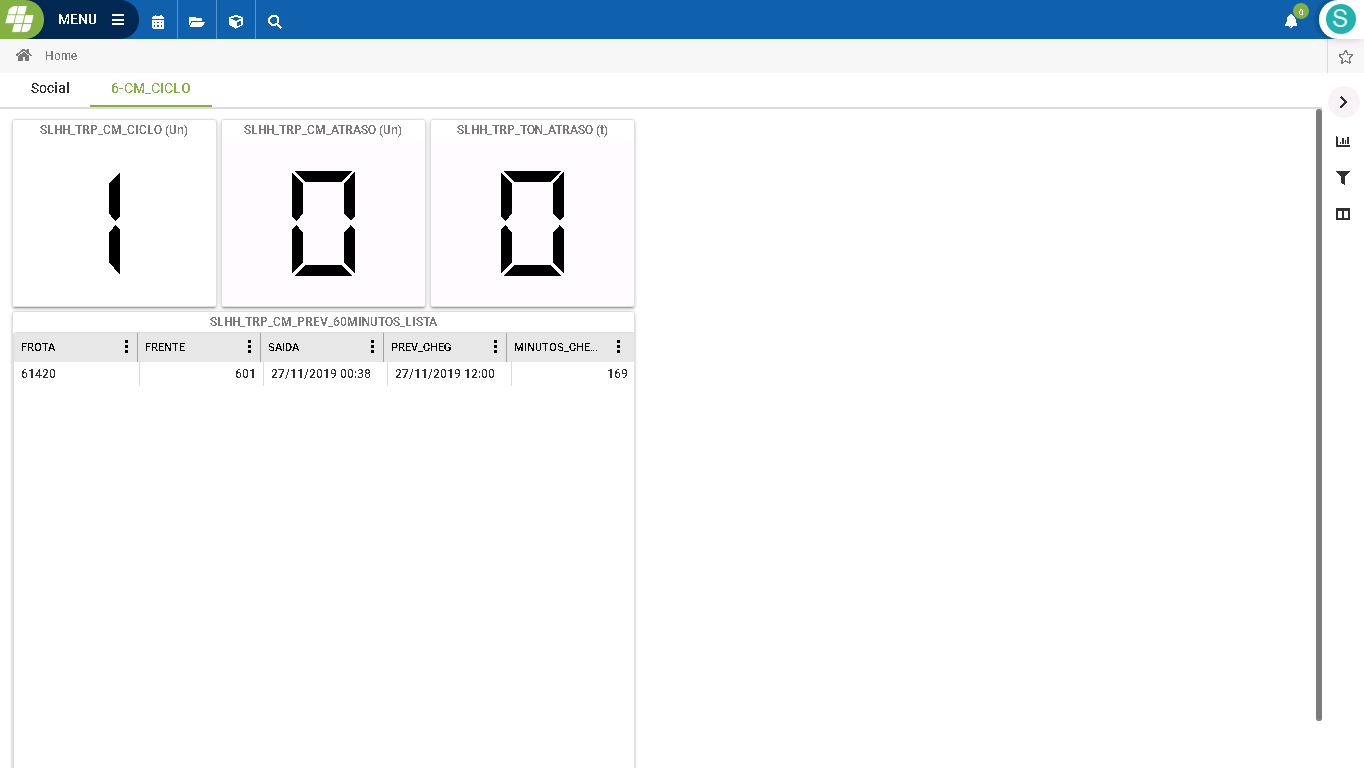 MENU
0
S
Home
Social
6-CM_CICLO
SLHH_TRP_CM_CICLO (Un)
SLHH_TRP_CM_ATRASO (Un)
SLHH_TRP_TON_ATRASO (t)
1
0
0
SLHH_TRP_CM_PREV_60MINUTOS_LISTA
FROTA FRENTE SAIDA PREV_CHEG MINUTOS_CHE...
61420 601 27/11/2019 00:38 27/11/2019 12:00 169